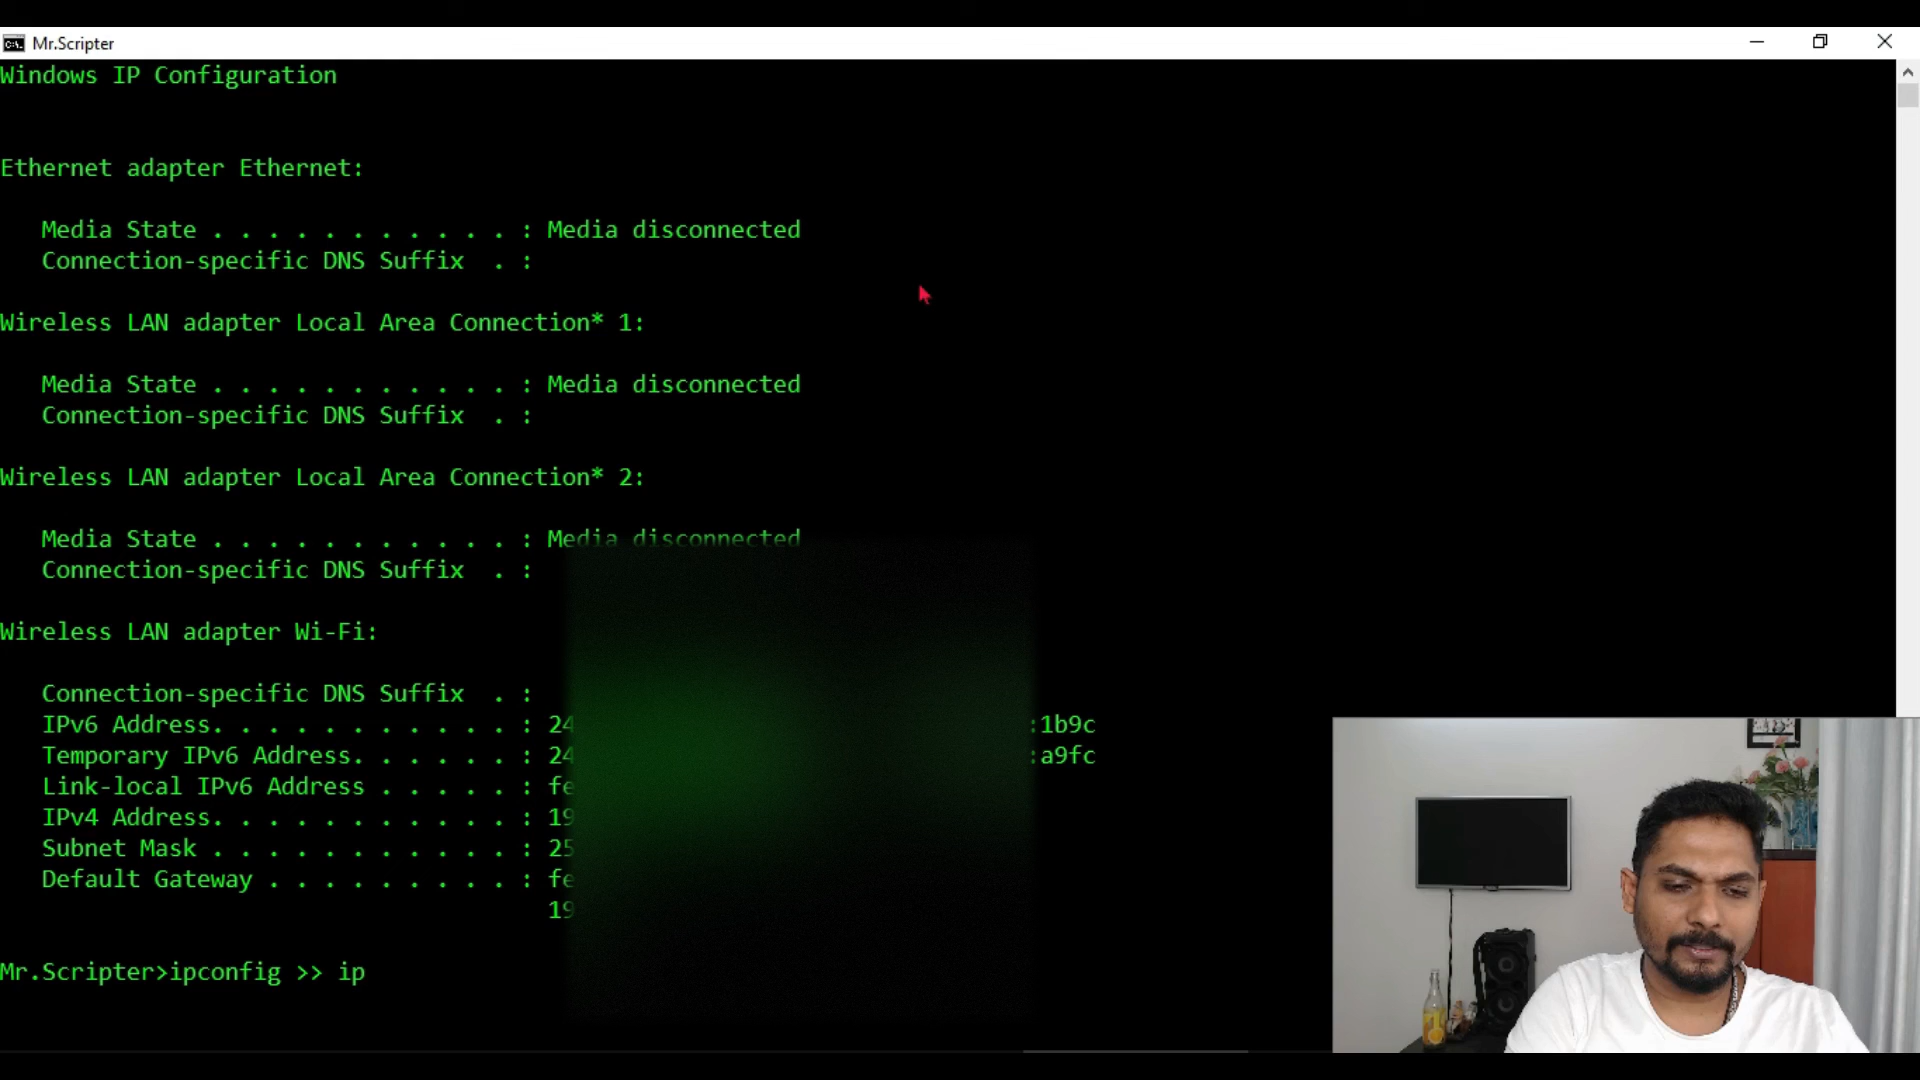 Mr.Scripter
Windows IP Configuration
Ethernet adapter Ethernet:
Media State . . . . . . . . . . . : Media disconnected
Connection-specific DNS Suffix  . :
Wireless LAN adapter Local Area Connection* 1:
Media State . . . . . . . . . . . : Media disconnected
Connection-specific DNS Suffix  . :
Wireless LAN adapter Local Area Connection* 2:
Media State . . . . . . . . . . . : Media disconnected
Connection-specific DNS Suffix  . :
Wireless LAN adapter Wi-Fi:
Connection-specific DNS Suffix  . :
IPv6 Address. . . . . . . . . . . : 24 :1b9c
Temporary IPv6 Address. . . . . . : 24 :a9fc
Link-local IPv6 Address . . . . . : fe
IPv4 Address. . . . . . . . . . . : 19
Subnet Mask . . . . . . . . . . . : 25
Default Gateway . . . . . . . . . : fe
19
Mr.Scripter>ipconfig >> ip